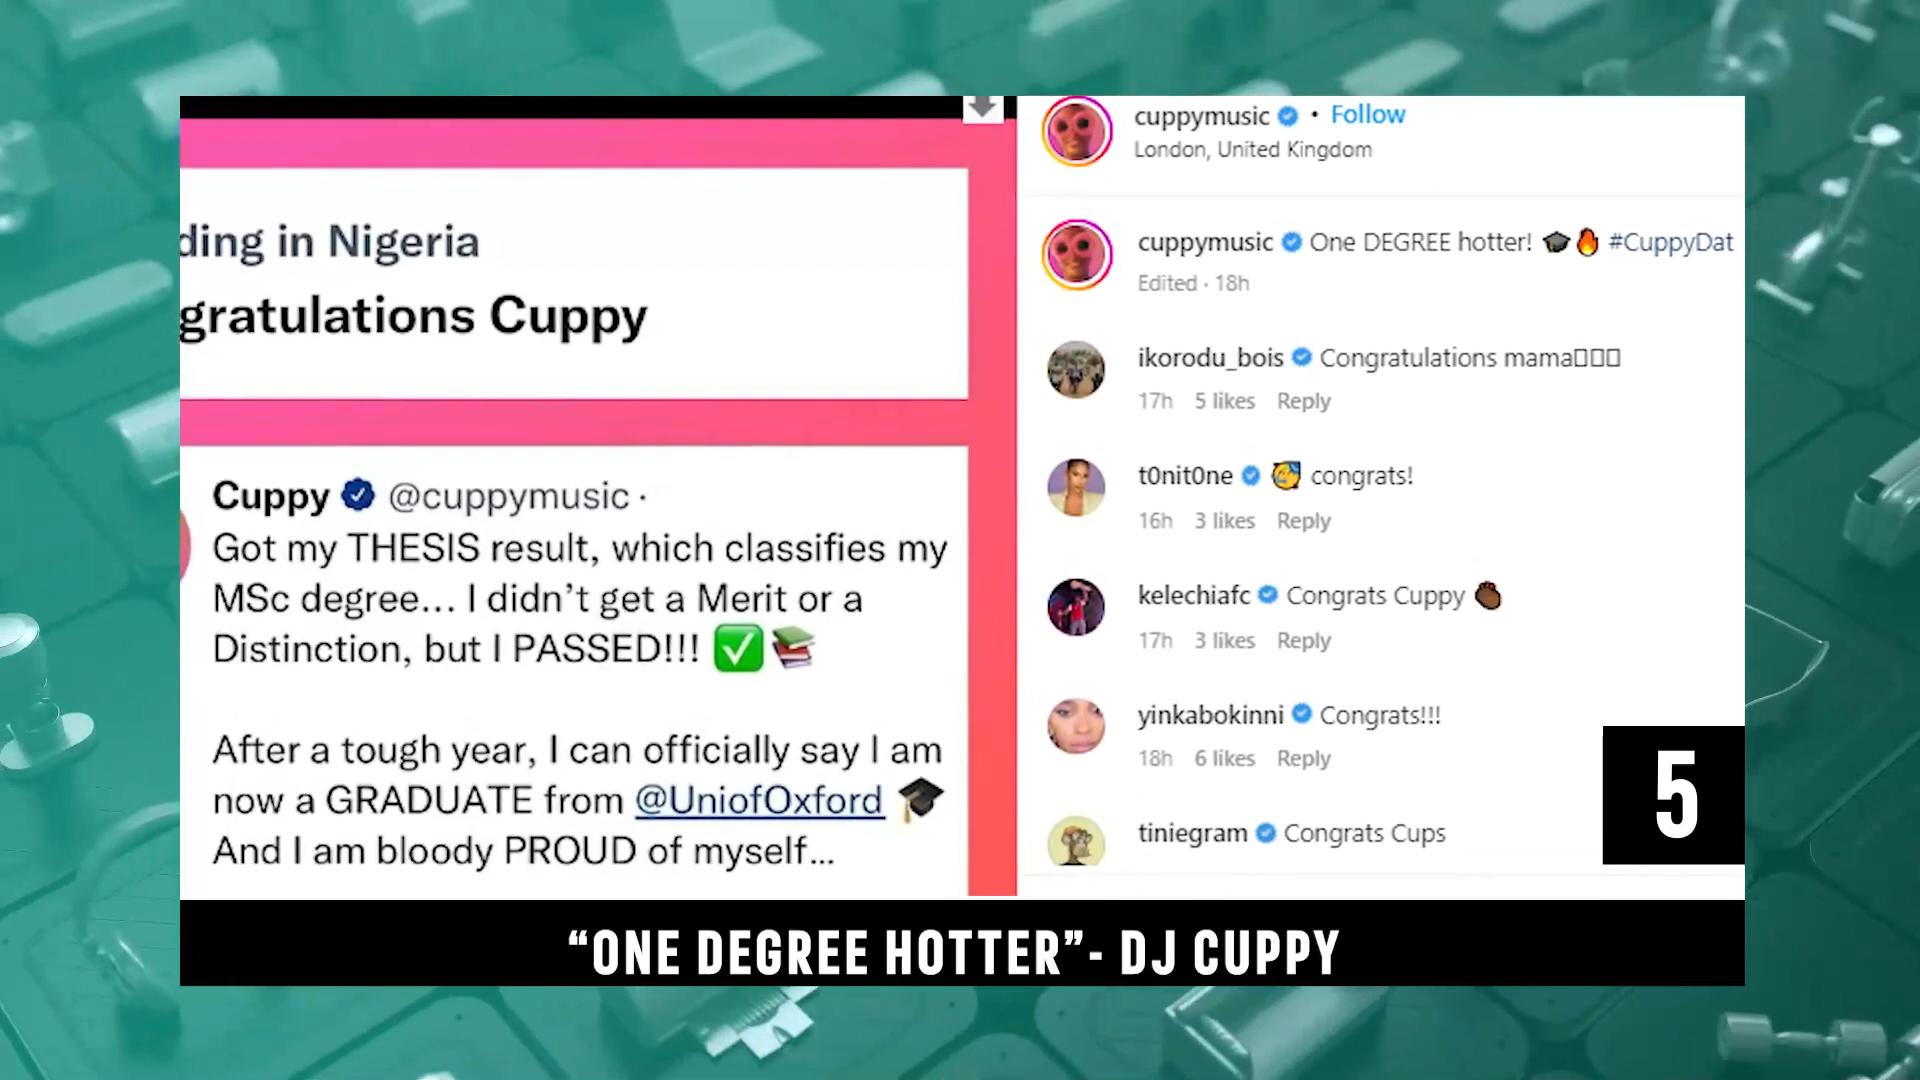 ding in Nigeria
gratulations Cuppy
Cuppy @cuppymusic ·
Got my THESIS result, which classifies my
MSc degree... I didn't get a Merit or a
Distinction, but I PASSED!!! ✅📚
After a tough year, I can officially say I am
now a GRADUATE from @UniofOxford 🎓
And I am bloody PROUD of myself...
cuppymusic • Follow
London, United Kingdom
cuppymusic One DEGREE hotter! 🎓🔥 #CuppyDat
Edited · 18h
ikorodu_bois Congratulations mama▯▯▯
17h 5 likes Reply
t0nit0ne congrats!
16h 3 likes Reply
kelechiafc Congrats Cuppy
17h 3 likes Reply
yinkabokinni Congrats!!!
18h 6 likes Reply
tiniegram Congrats Cups
5
“ONE DEGREE HOTTER”- DJ CUPPY